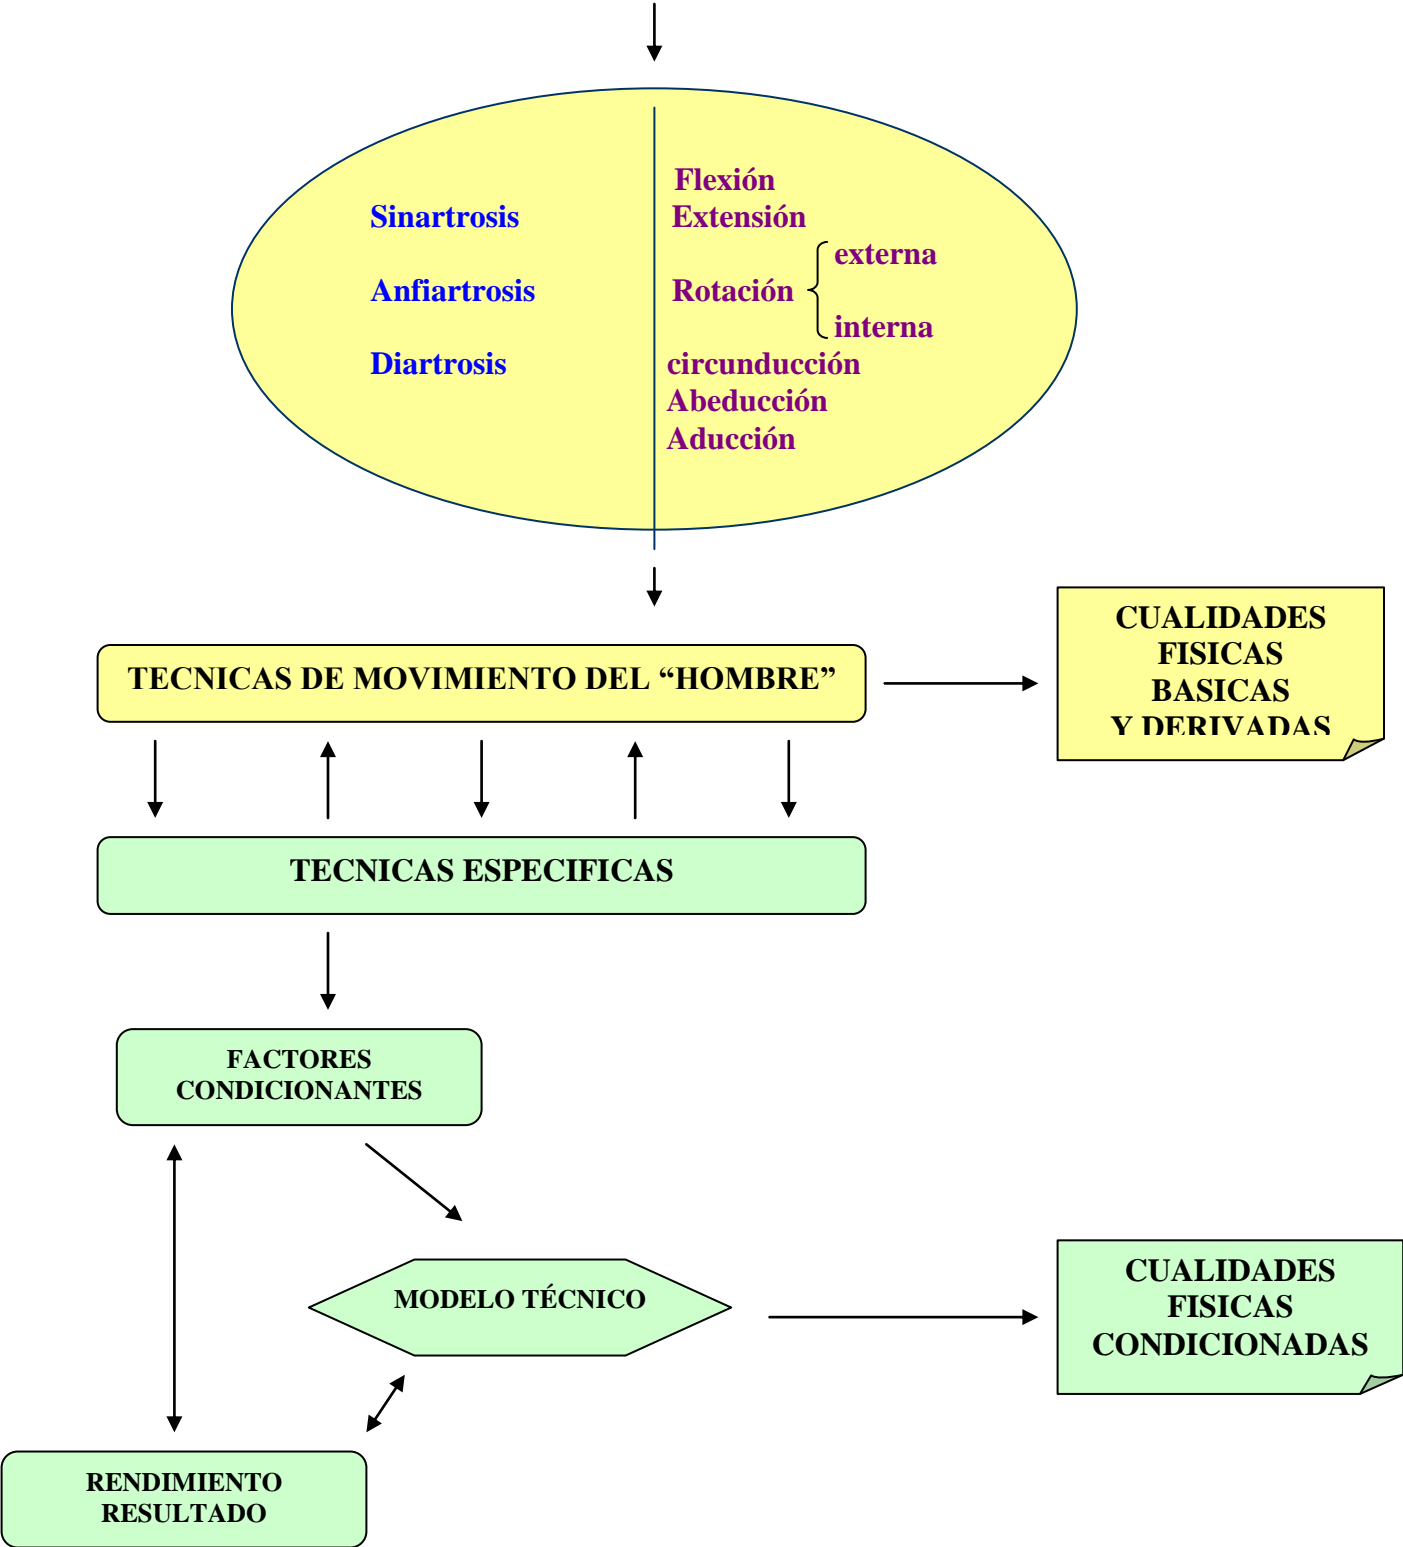 Sinartrosis
Anfiartrosis
Diartrosis
Flexión
Extensión
externa
Rotación
interna
circunducción
Abeducción
Aducción
TECNICAS DE MOVIMIENTO DEL “HOMBRE”
CUALIDADES
FISICAS
BASICAS
Y DERIVADAS
TECNICAS ESPECIFICAS
FACTORES
CONDICIONANTES
MODELO TÉCNICO
CUALIDADES
FISICAS
CONDICIONADAS
RENDIMIENTO
RESULTADO